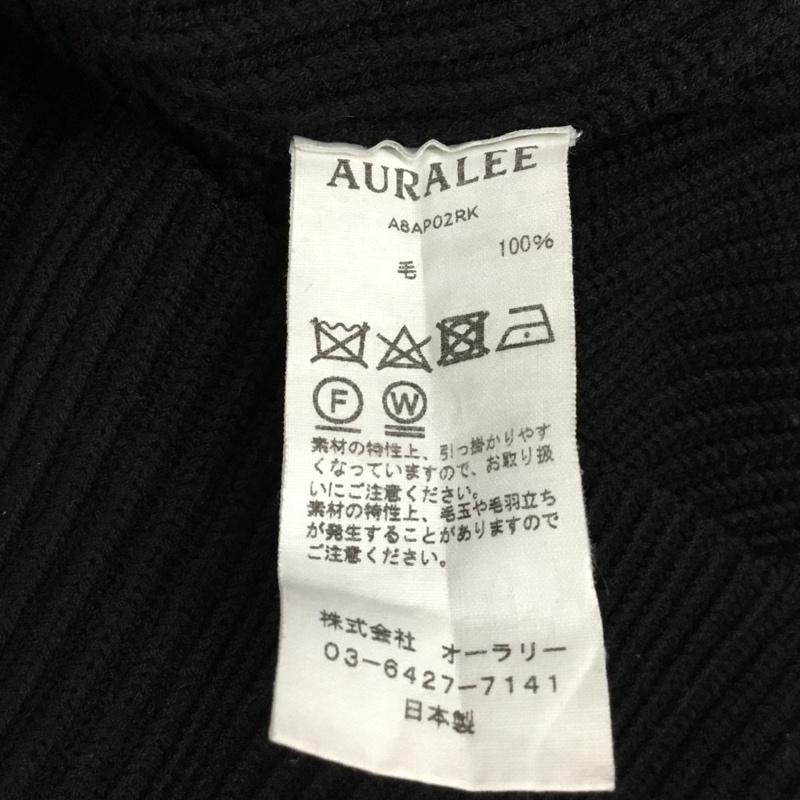 AURALEE
A8AP02RK
毛 100%
F W
素材の特性上、引っ掛かりやす
くなっていますので、お取り扱
いにご注意ください。
素材の特性上、毛玉や毛羽立ち
が発生することがありますので
ご注意ください。
株式会社 オーラリー
03-6427-7141
日本製